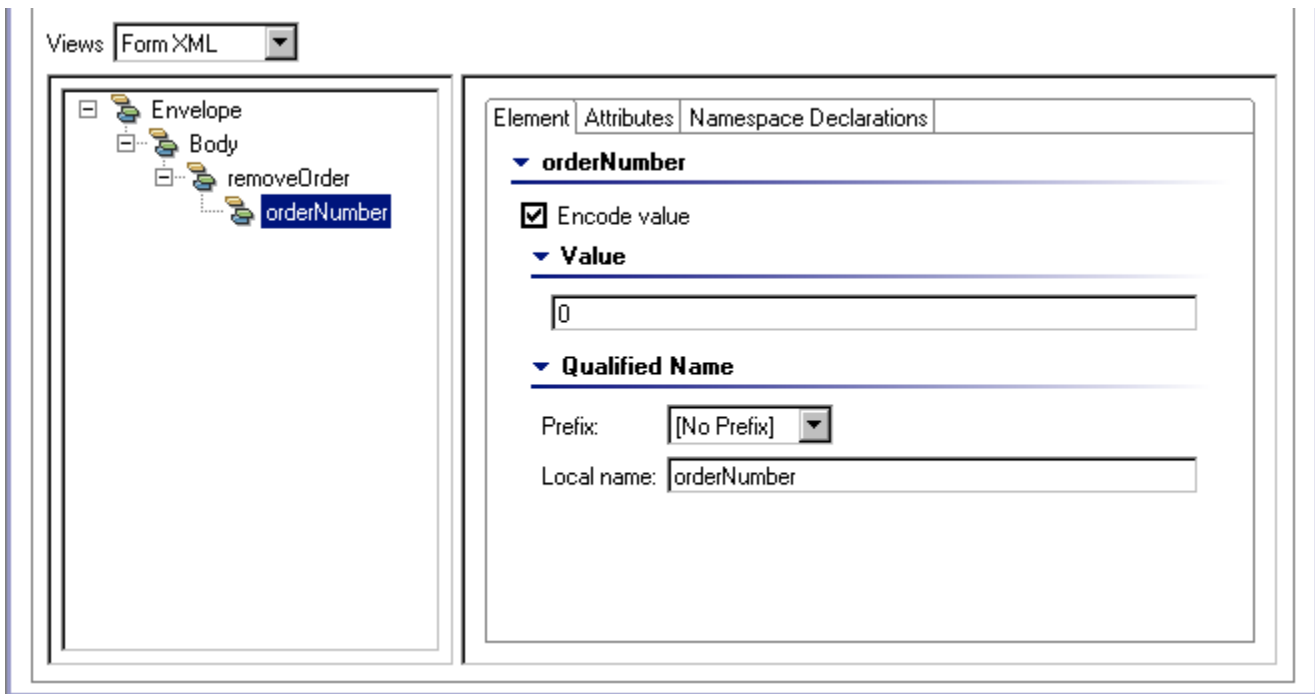 Views Form XML
Envelope
Body
removeOrder
orderNumber
Element Attributes Namespace Declarations
orderNumber
Encode value
Value
0
Qualified Name
Prefix: [No Prefix]
Local name: orderNumber